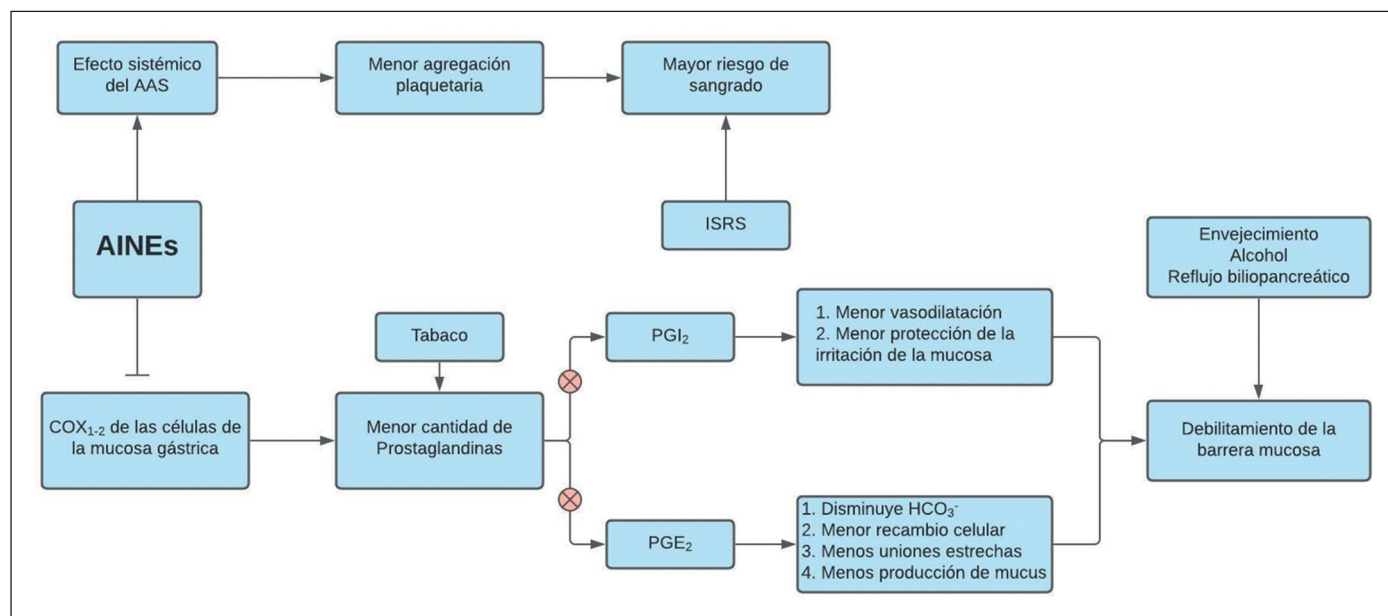 Efecto sistémico
del AAS
Menor agregación
plaquetaria
Mayor riesgo de
sangrado
AINEs
ISRS
Envejecimiento
Alcohol
Reflujo biliopancreático
Tabaco
PGI₂
1. Menor vasodilatación
2. Menor protección de la
irritación de la mucosa
COX₁₋₂ de las células de
la mucosa gástrica
Menor cantidad de
Prostaglandinas
Debilitamiento de la
barrera mucosa
PGE₂
1. Disminuye HCO₃⁻
2. Menor recambio celular
3. Menos uniones estrechas
4. Menos producción de mucus